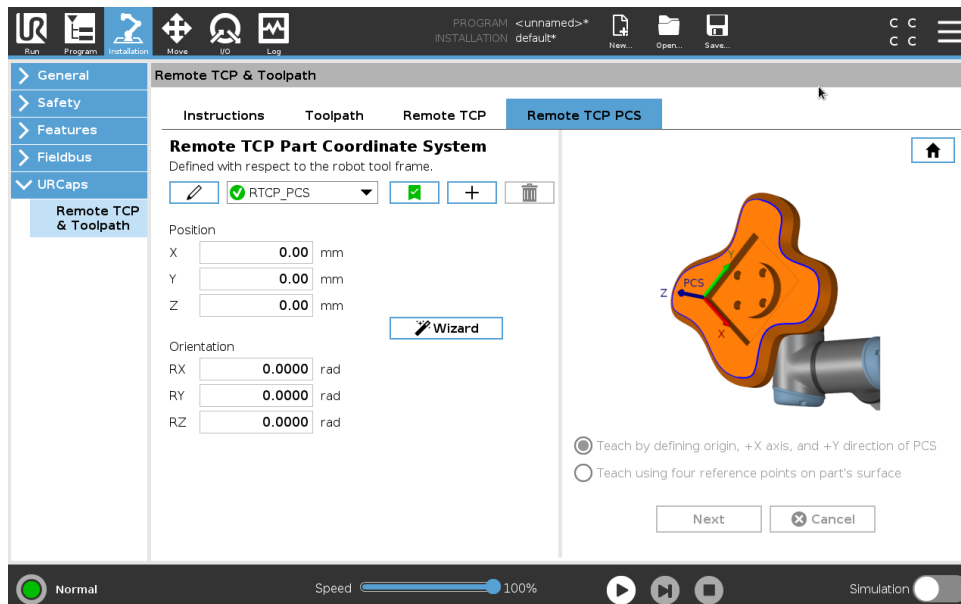 PROGRAM <unnamed>*
INSTALLATION default*
UR
Run Program Installation Move I/O Log New... Open... Save...
C C
C C
General
Safety
Features
Fieldbus
URCaps
Remote TCP
& Toolpath
Remote TCP & Toolpath
Instructions Toolpath Remote TCP Remote TCP PCS
Remote TCP Part Coordinate System
Defined with respect to the robot tool frame.
RTCP_PCS
Position
X 0.00 mm
Y 0.00 mm
Z 0.00 mm
Wizard
Orientation
RX 0.0000 rad
RY 0.0000 rad
RZ 0.0000 rad
Y
PCS
Z
X
Teach by defining origin, +X axis, and +Y direction of PCS
Teach using four reference points on part's surface
Next Cancel
Normal Speed 100% Simulation